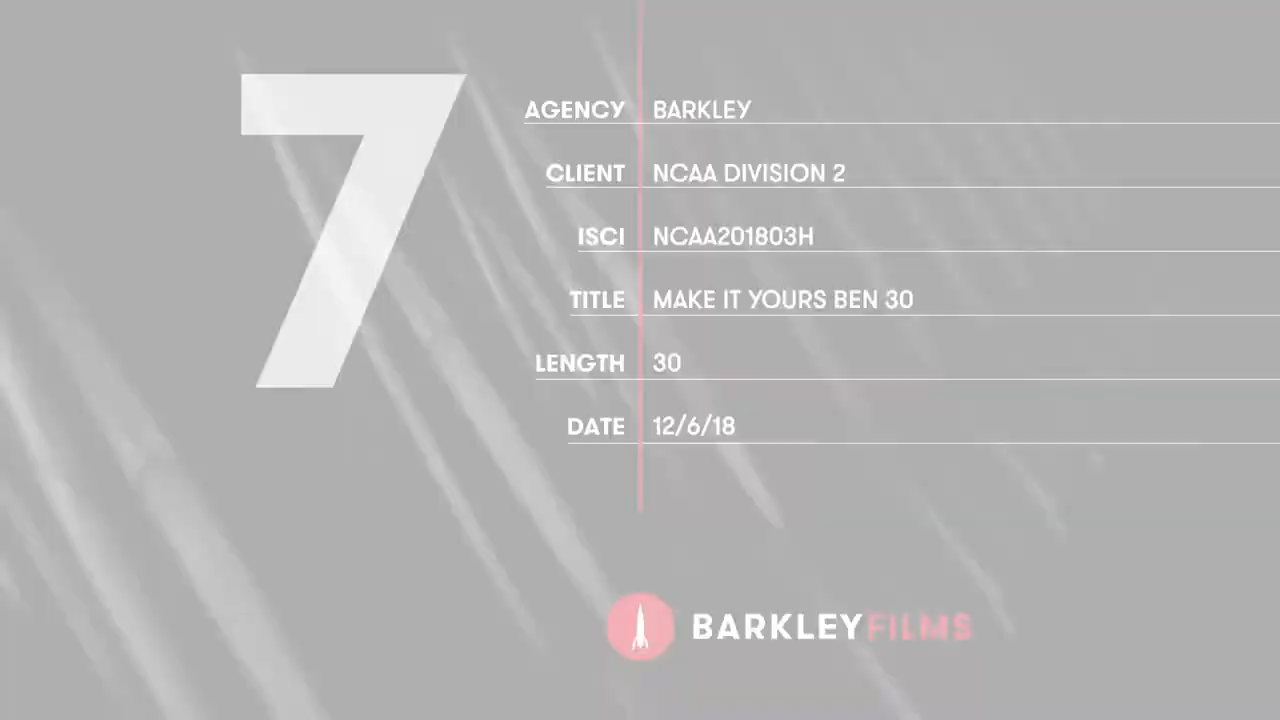 7
AGENCY BARKLEY
CLIENT NCAA DIVISION 2
ISCI NCAA201803H
TITLE MAKE IT YOURS BEN 30
LENGTH 30
DATE 12/6/18
BARKLEYFILMS